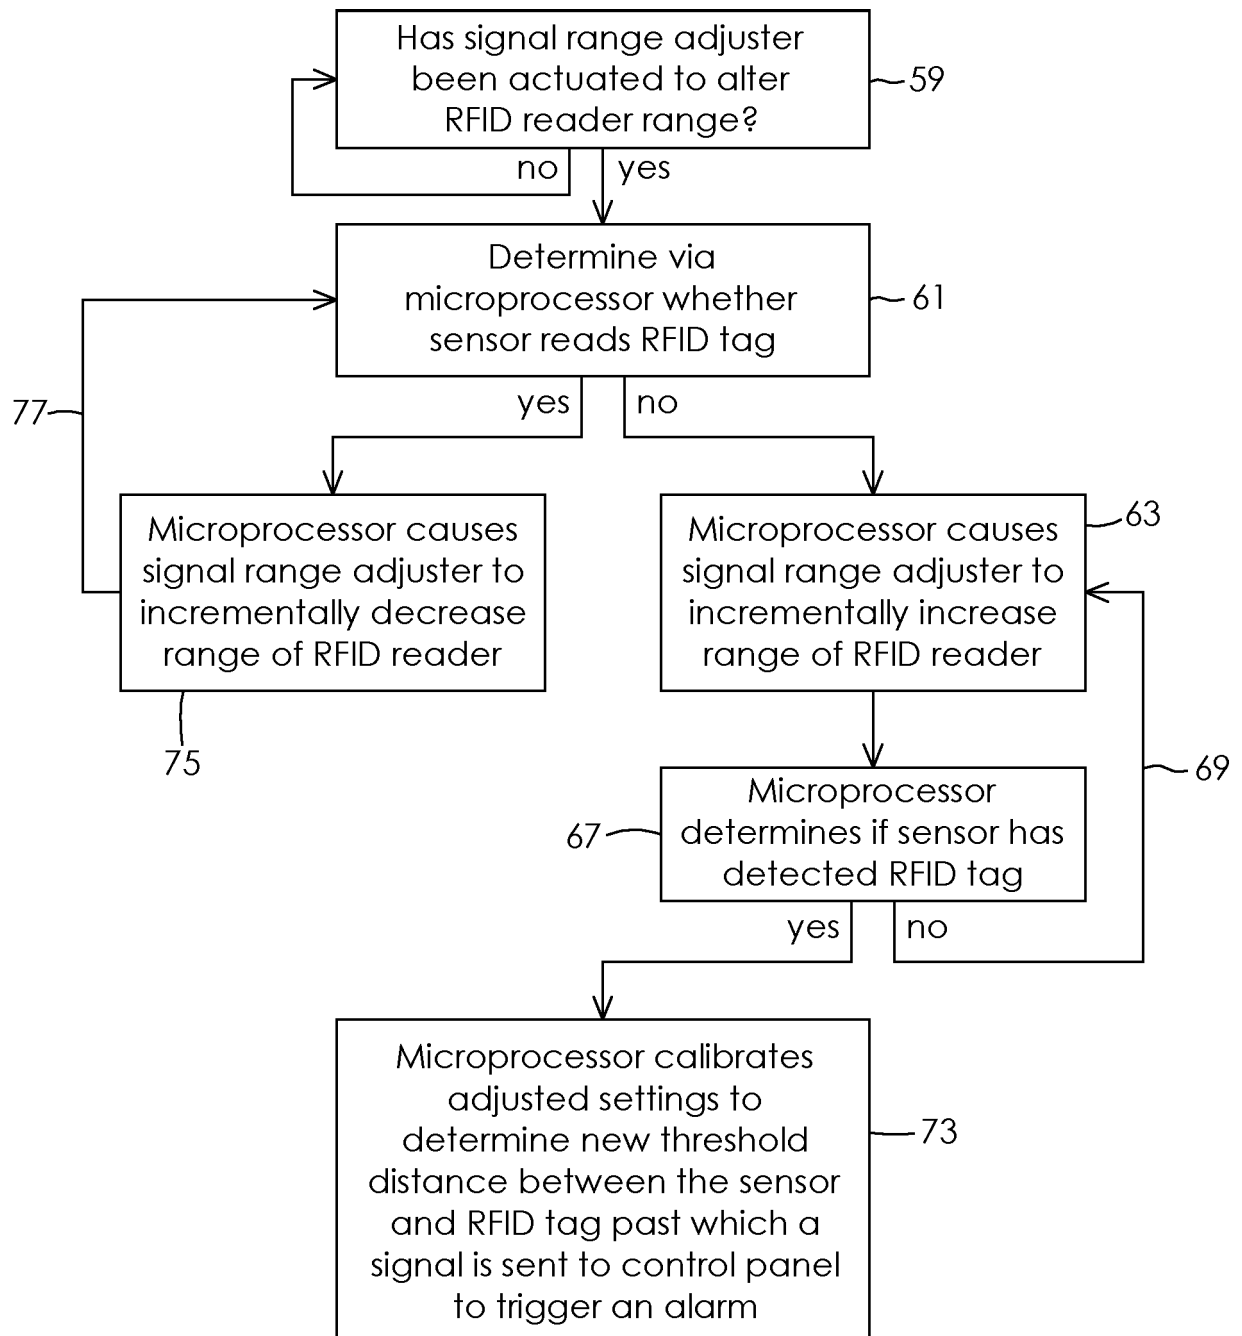 Has signal range adjuster
been actuated to alter
RFID reader range?
59
no
yes
Determine via
microprocessor whether
sensor reads RFID tag
61
77
yes
no
Microprocessor causes
signal range adjuster to
incrementally decrease
range of RFID reader
75
Microprocessor causes
signal range adjuster to
incrementally increase
range of RFID reader
63
67
Microprocessor
determines if sensor has
detected RFID tag
69
yes
no
Microprocessor calibrates
adjusted settings to
determine new threshold
distance between the sensor
and RFID tag past which a
signal is sent to control panel
to trigger an alarm
73